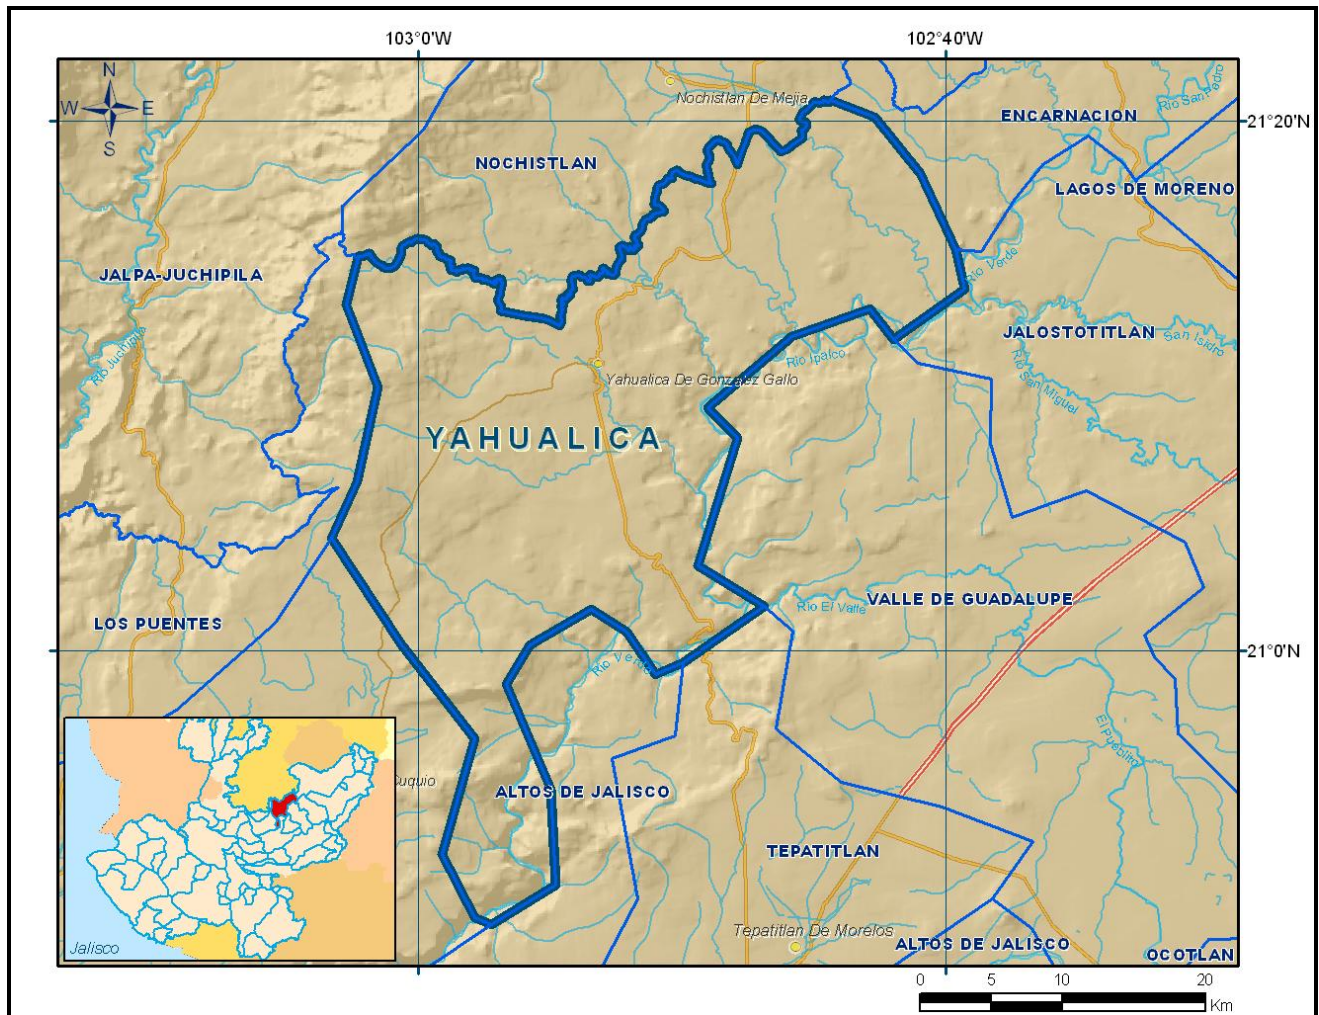 103°0'W
102°40'W
N
W E
S
Nochistlan De Mejia
Rio San Pedro
ENCARNACION
21°20'N
NOCHISTLAN
LAGOS DE MORENO
JALPA-JUCHIPILA
Rio Verde
Rio Juchipila
JALOSTOTITLAN
San Isidro
Rio Ipalco
Rio San Miguel
Yahualica De Gonzalez Gallo
YAHUALICA
Rio El Valle
VALLE DE GUADALUPE
LOS PUENTES
21°0'N
Rio Verde
El Pueblito
Cuquio
ALTOS DE JALISCO
TEPATITLAN
Tepatitlan De Morelos
Jalisco
ALTOS DE JALISCO
OCOTLAN
0 5 10 20
Km